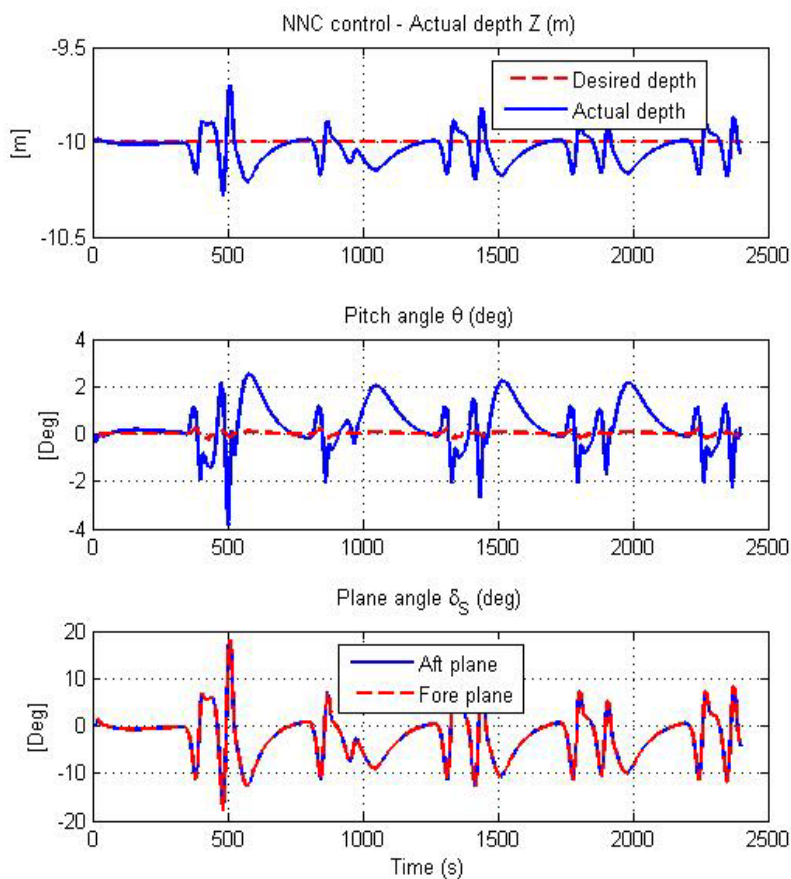 NNC control - Actual depth Z (m)
-9.5
Desired depth
Actual depth
[m]
-10
-10.5
0 500 1000 1500 2000 2500
Pitch angle θ (deg)
4
2
[Deg]
0
-2
-4
0 500 1000 1500 2000 2500
Plane angle δS (deg)
20
Aft plane
10
Fore plane
[Deg]
0
-10
-20
0 500 1000 1500 2000 2500
Time (s)